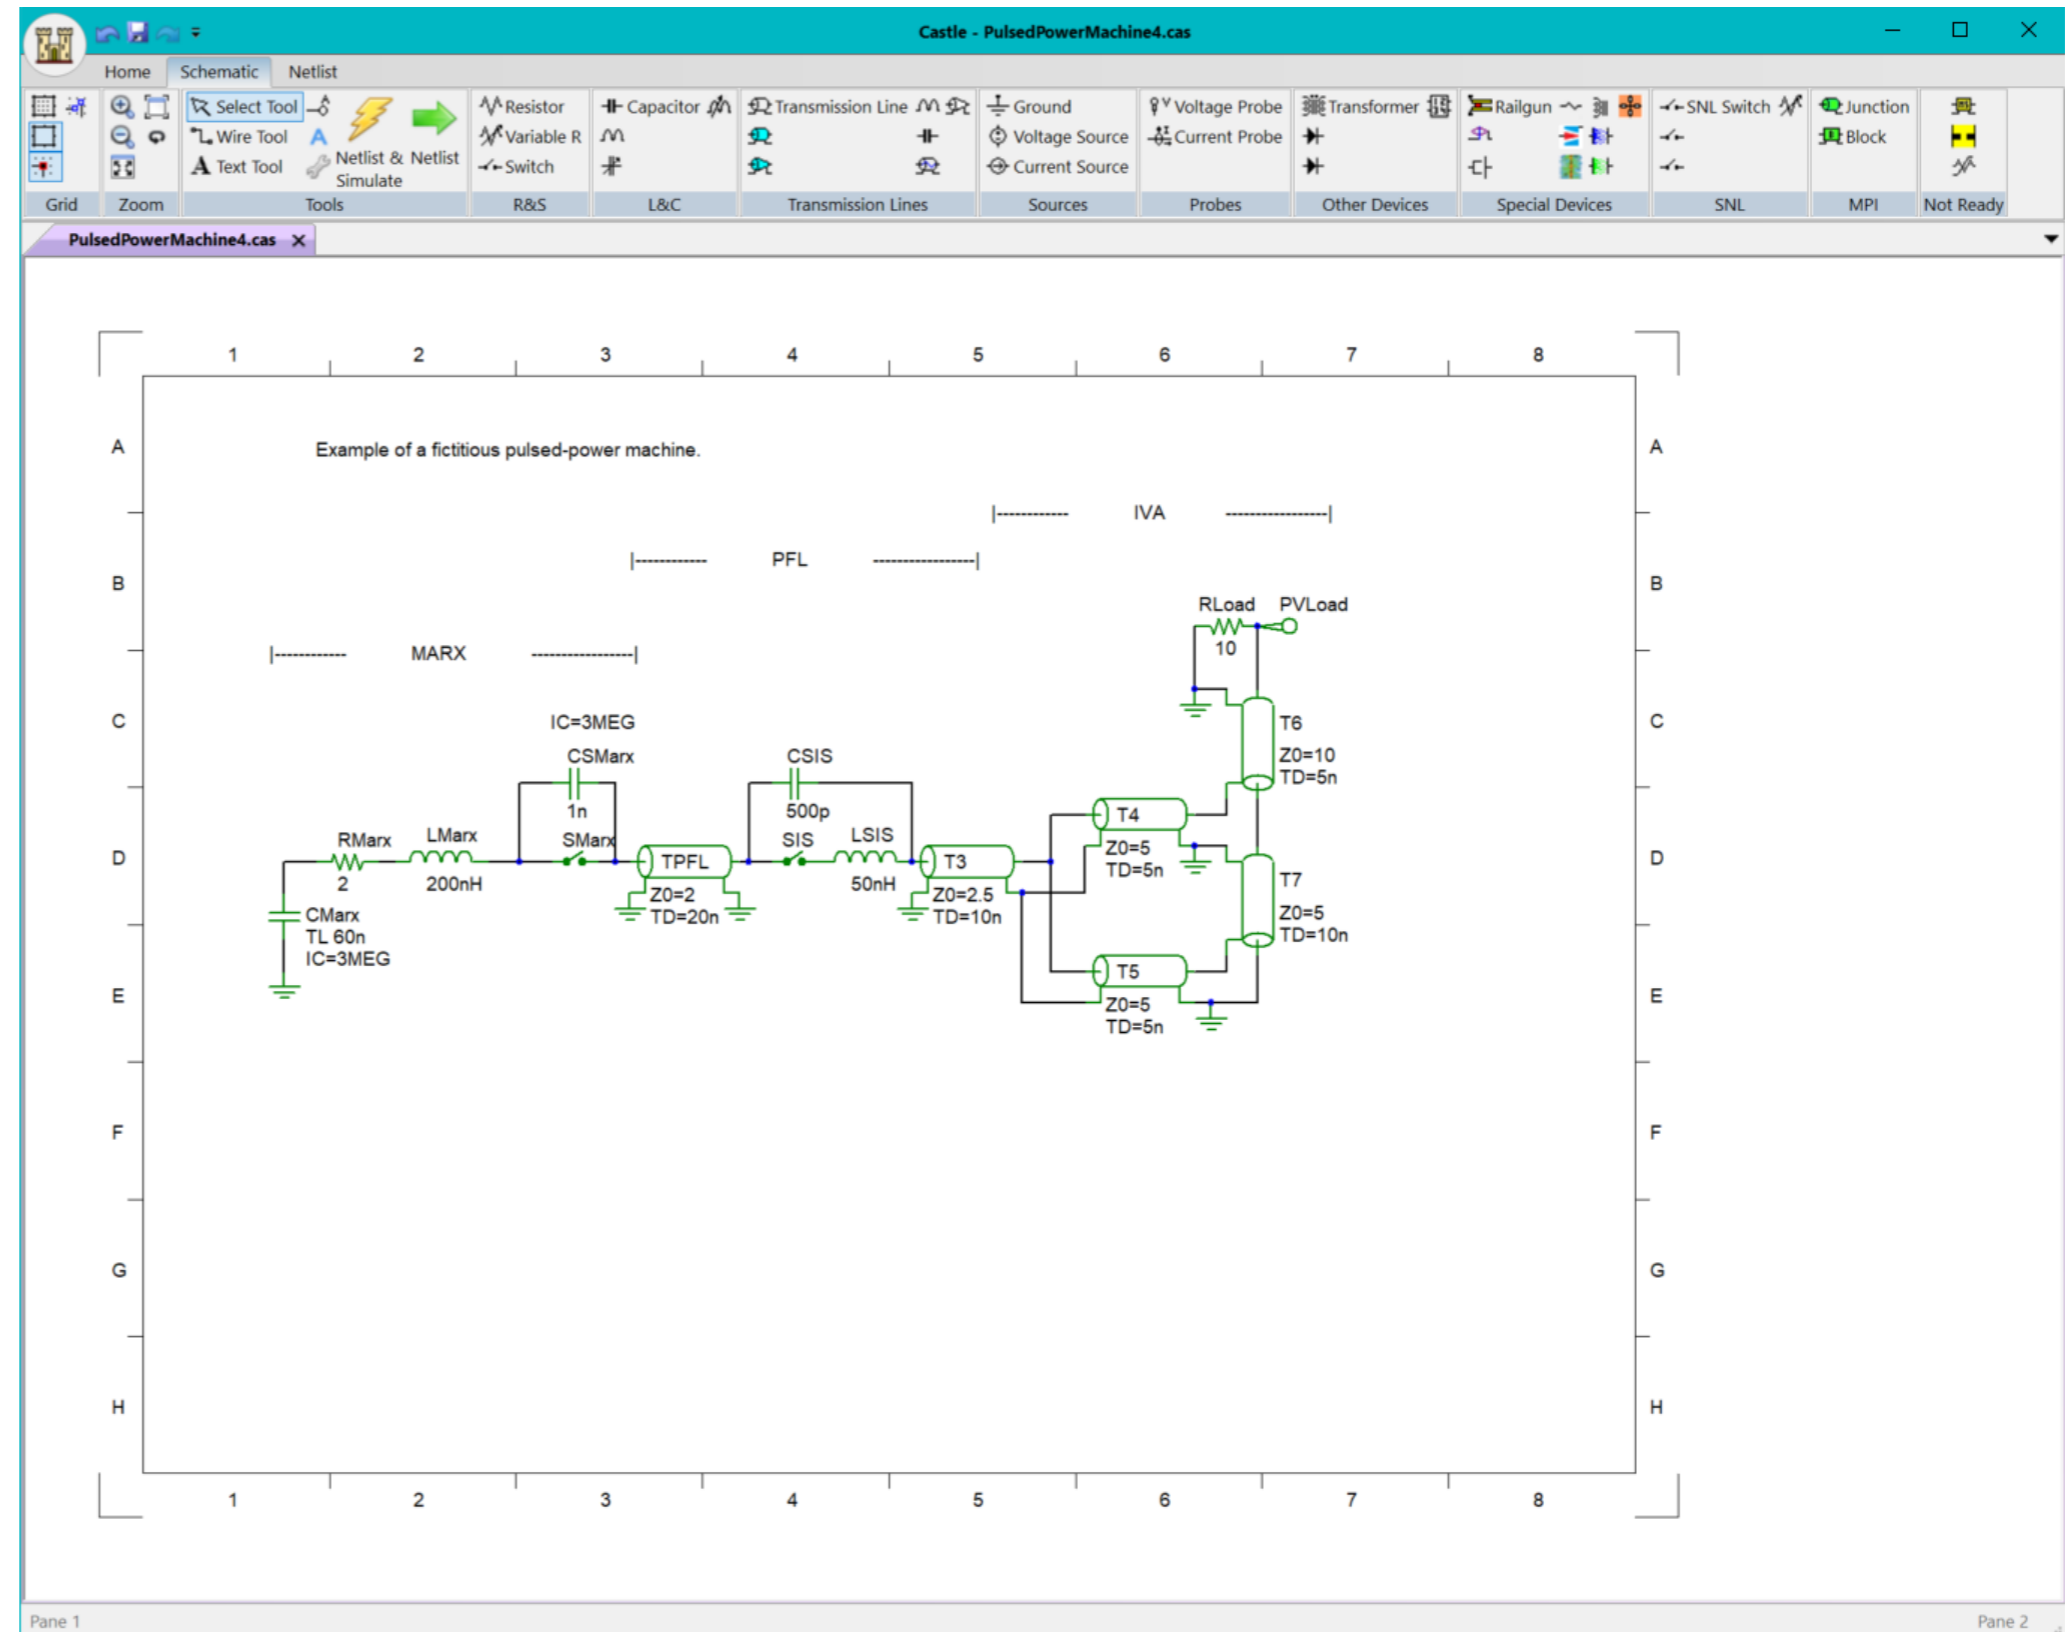 Castle - PulsedPowerMachine4.cas
Home Schematic Netlist
Select Tool Resistor Capacitor Transmission Line Ground Voltage Probe Transformer Railgun SNL Switch Junction
Wire Tool A Variable R Voltage Source Current Probe Block
A Text Tool Netlist & Simulate Netlist Switch Current Source
Grid Zoom Tools R&S L&C Transmission Lines Sources Probes Other Devices Special Devices SNL MPI Not Ready
PulsedPowerMachine4.cas X
1 2 3 4 5 6 7 8
A Example of a fictitious pulsed-power machine. A
|------------ IVA -----------------|
|------------ PFL -----------------|
B B
RLoad PVLoad
10
|------------ MARX -----------------|
C IC=3MEG T6 C
CSMarx CSIS Z0=10
TD=5n
1n 500p T4
RMarx LMarx SMarx SIS LSIS Z0=5
D TPFL T3 TD=5n D
2 200nH 50nH T7
Z0=2 Z0=2.5
CMarx TD=20n TD=10n Z0=5
TL 60n TD=10n
IC=3MEG
T5
E Z0=5 E
TD=5n
F F
G G
H H
1 2 3 4 5 6 7 8
Pane 1 Pane 2